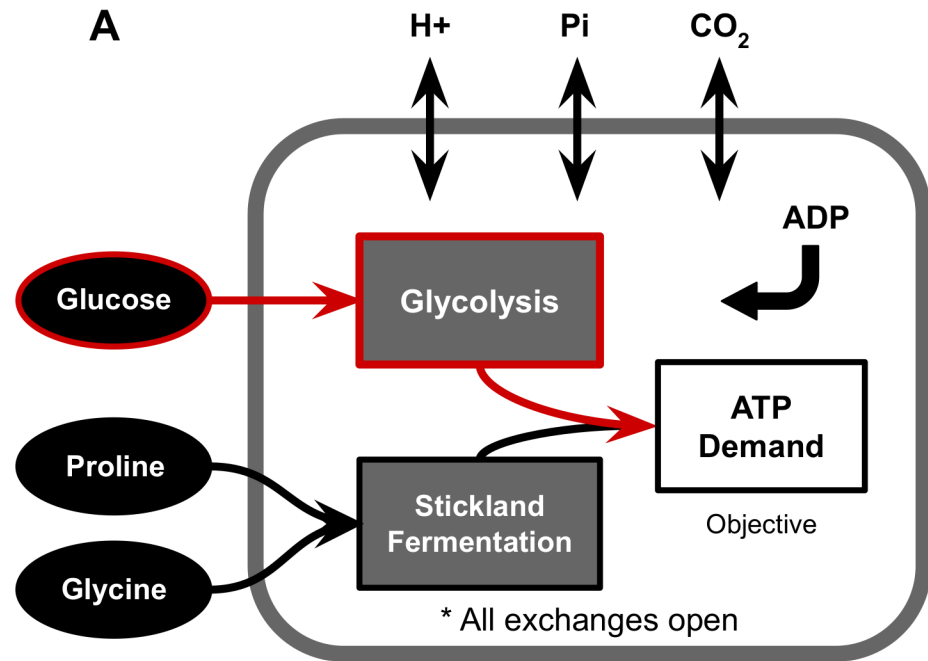 A
H+
Pi
CO₂
ADP
Glucose
Glycolysis
ATP
Demand
Proline
Stickland
Fermentation
Objective
Glycine
* All exchanges open